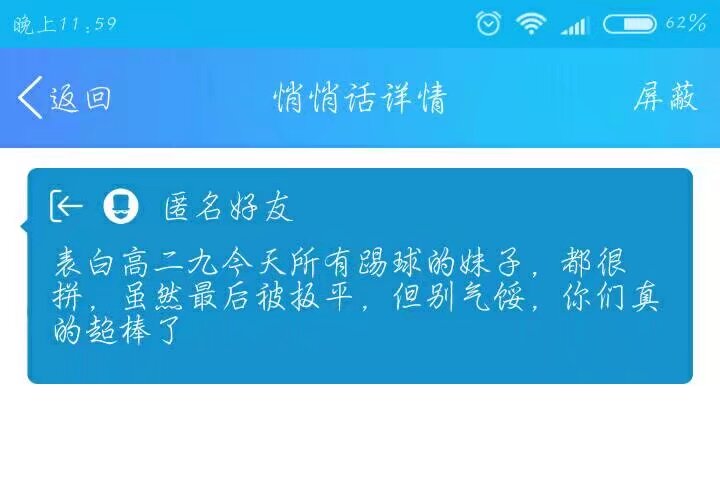 晚上11:59
62%
返回
悄悄话详情
屏蔽
匿名好友
表白高二九今天所有踢球的妹子，都很
拼，虽然最后被扳平，但别气馁，你们真
的超棒了